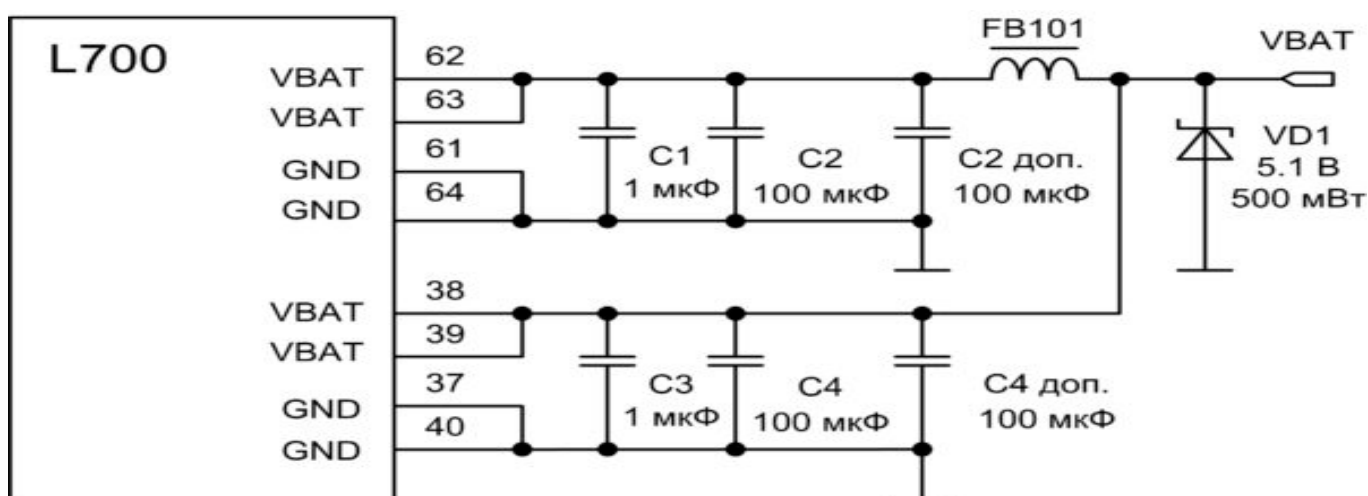 FB101
VBAT
L700
62
VBAT
63
VBAT
61
GND
64
GND
C1
1 мкФ
C2
100 мкФ
C2 доп.
100 мкФ
VD1
5.1 В
500 мВт
38
VBAT
39
VBAT
37
GND
40
GND
C3
1 мкФ
C4
100 мкФ
C4 доп.
100 мкФ